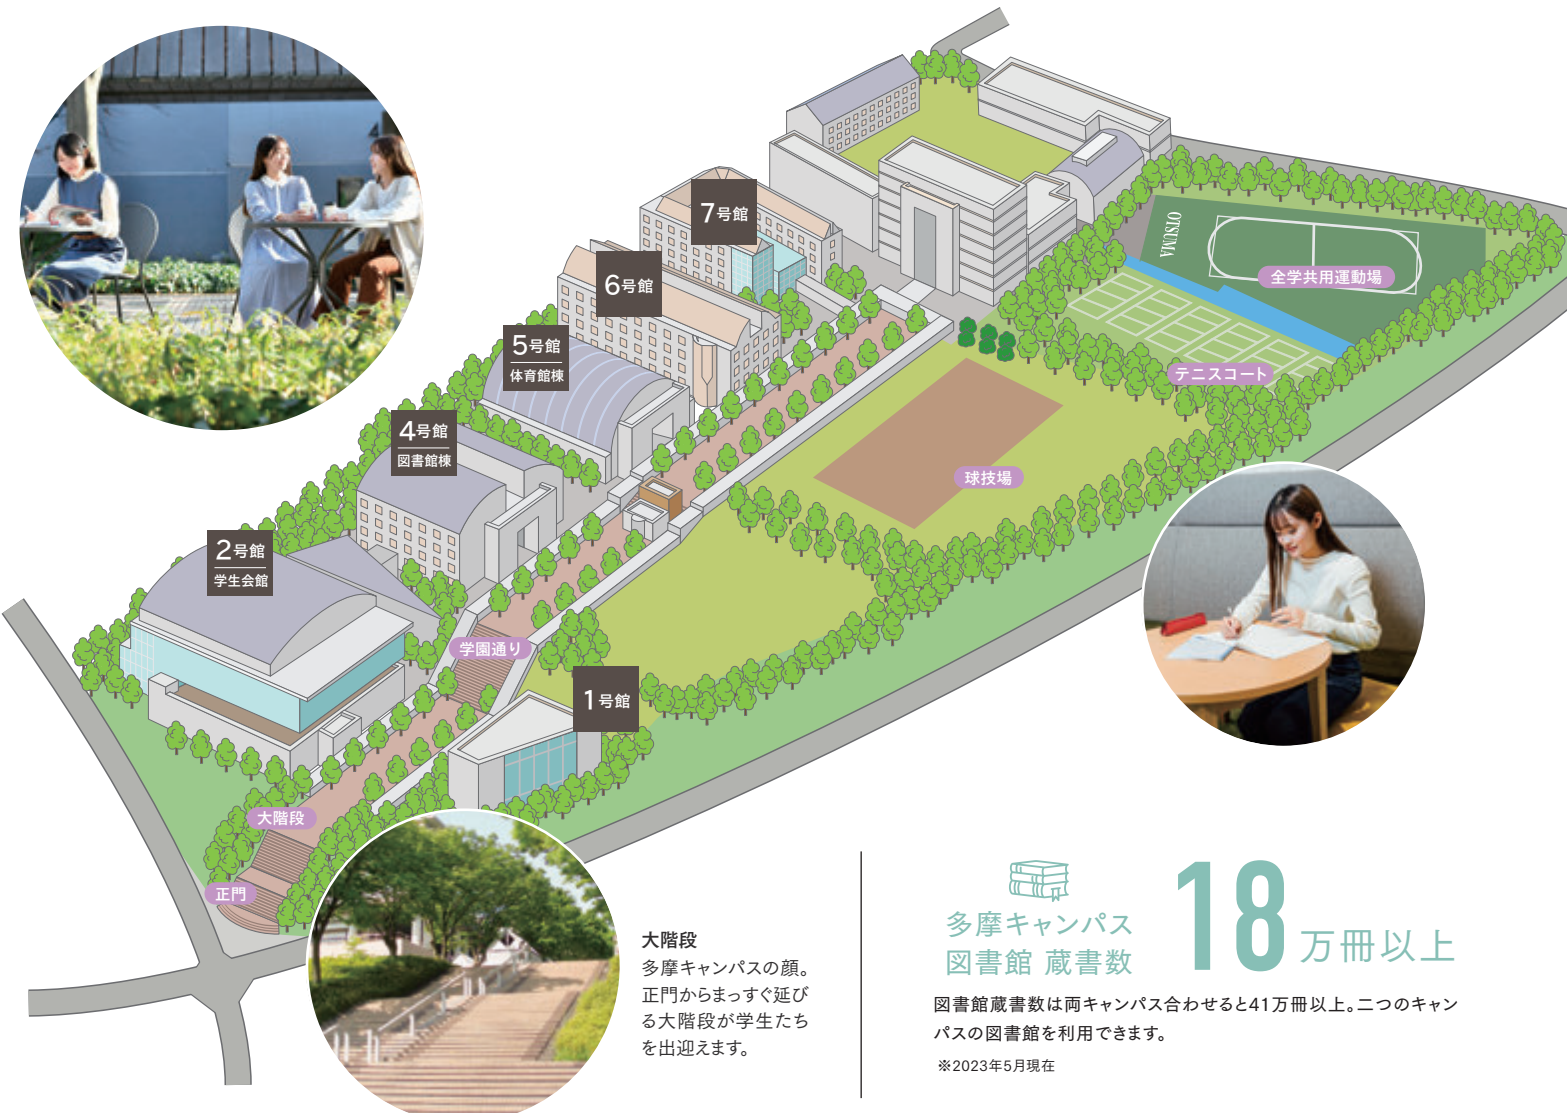 7号館
OTSUMA
全学共用運動場
6号館
5号館
体育館棟
テニスコート
4号館
図書館棟
球技場
2号館
学生会館
学園通り
1号館
大階段
正門
大階段
多摩キャンパスの顔。
正門からまっすぐ延び
る大階段が学生たち
を出迎えます。
多摩キャンパス
図書館 蔵書数
18万冊以上
図書館蔵書数は両キャンパス合わせると41万冊以上。二つのキャン
パスの図書館を利用できます。
※2023年5月現在